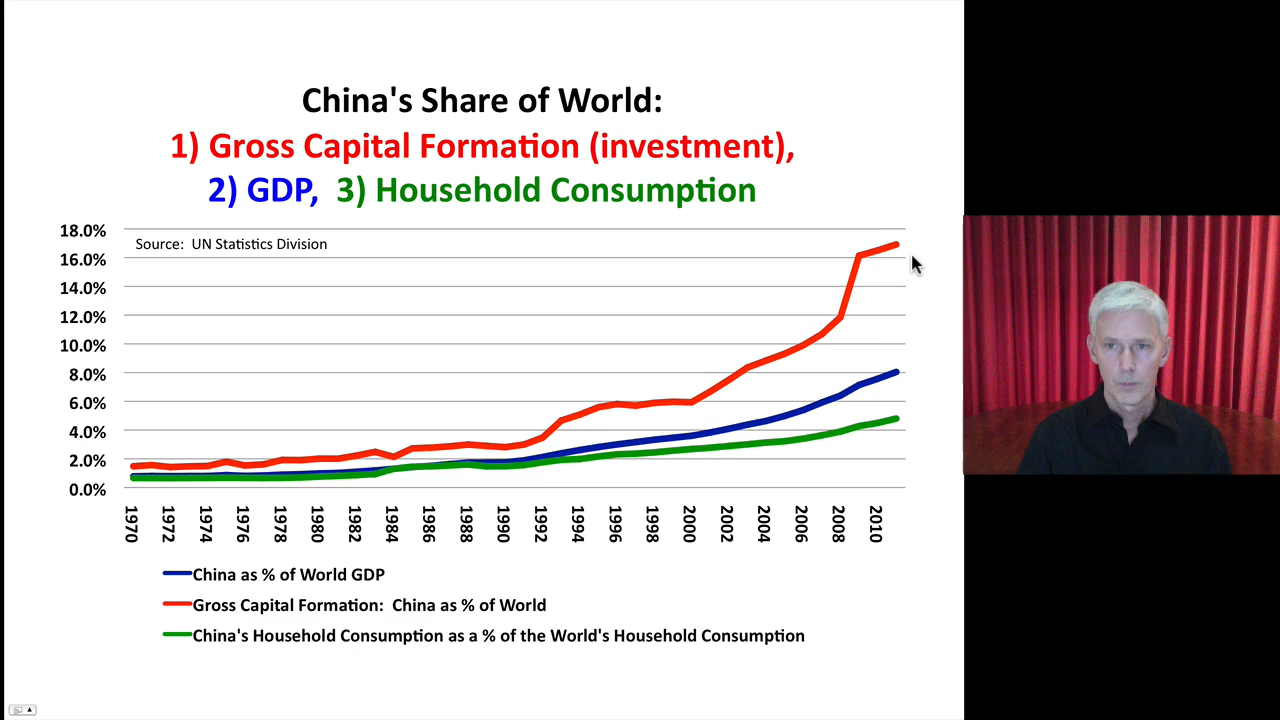 China's Share of World:
1) Gross Capital Formation (investment),
2) GDP, 3) Household Consumption
18.0%
Source: UN Statistics Division
16.0%
14.0%
12.0%
10.0%
8.0%
6.0%
4.0%
2.0%
0.0%
1970 1972 1974 1976 1978 1980 1982 1984 1986 1988 1990 1992 1994 1996 1998 2000 2002 2004 2006 2008 2010
China as % of World GDP
Gross Capital Formation: China as % of World
China's Household Consumption as a % of the World's Household Consumption